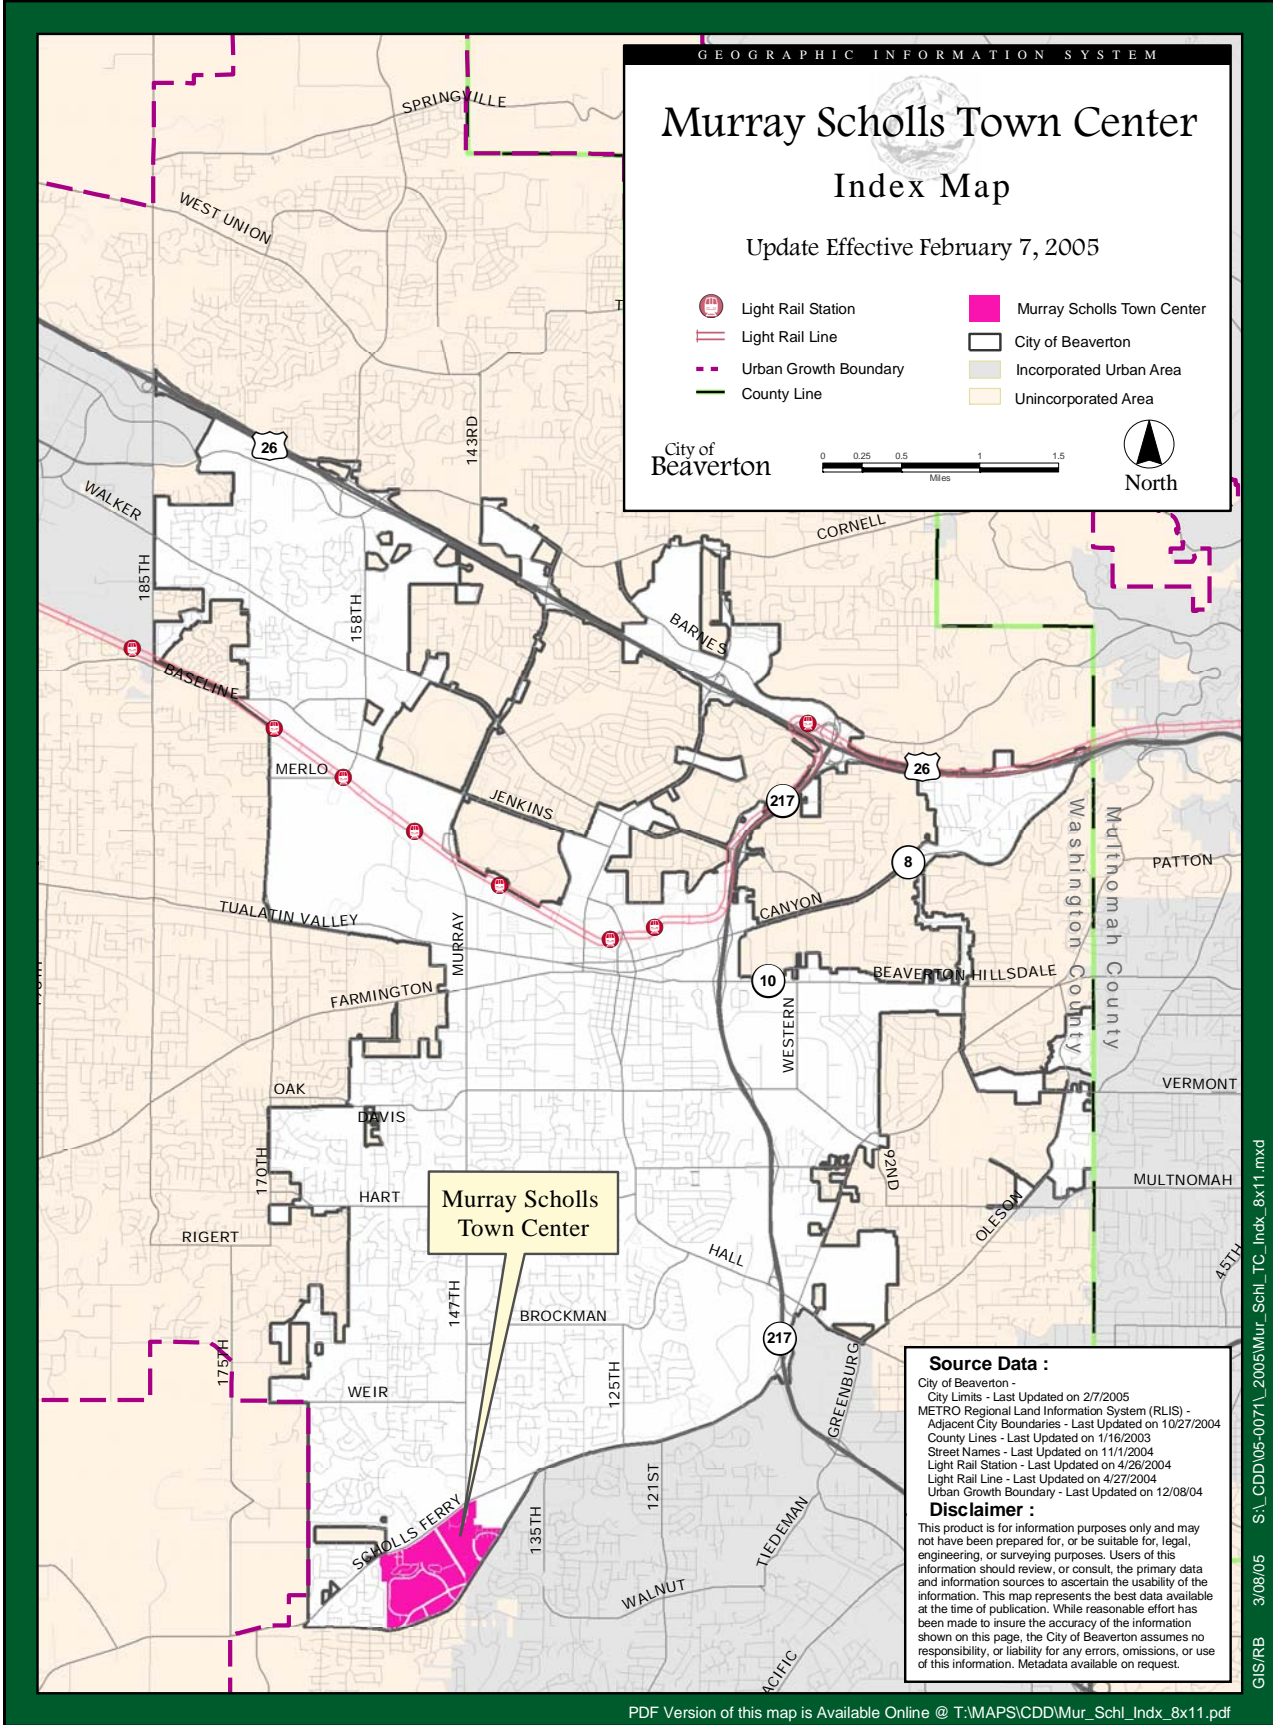 GEOGRAPHIC INFORMATION SYSTEM
Murray Scholls Town Center
Index Map
Update Effective February 7, 2005
Light Rail Station
Light Rail Line
Urban Growth Boundary
County Line
Murray Scholls Town Center
City of Beaverton
Incorporated Urban Area
Unincorporated Area
City of
Beaverton
0 0.25 0.5 1 1.5
Miles
North
SPRINGVILLE
WEST UNION
T
143RD
26
WALKER
CORNELL
185TH
158TH
BARNES
BASELINE
MERLO
JENKINS
26
217
8
Washington County
Multnomah County
PATTON
CANYON
TUALATIN VALLEY
MURRAY
BEAVERTON HILLSDALE
10
FARMINGTON
WESTERN
OAK
VERMONT
DAVIS
170TH
92ND
HART
MULTNOMAH
Murray Scholls
Town Center
OLESON
RIGERT
HALL
45TH
147TH
BROCKMAN
217
175TH
GREENBURG
WEIR
125TH
121ST
SCHOLLS FERRY
135TH
TIEDEMAN
WALNUT
ACIFIC
Source Data :
City of Beaverton -
City Limits - Last Updated on 2/7/2005
METRO Regional Land Information System (RLIS) -
Adjacent City Boundaries - Last Updated on 10/27/2004
County Lines - Last Updated on 1/16/2003
Street Names - Last Updated on 11/1/2004
Light Rail Station - Last Updated on 4/26/2004
Light Rail Line - Last Updated on 4/27/2004
Urban Growth Boundary - Last Updated on 12/08/04
Disclaimer :
This product is for information purposes only and may
not have been prepared for, or be suitable for, legal,
engineering, or surveying purposes. Users of this
information should review, or consult, the primary data
and information sources to ascertain the usability of the
information. This map represents the best data available
at the time of publication. While reasonable effort has
been made to insure the accuracy of the information
shown on this page, the City of Beaverton assumes no
responsibility, or liability for any errors, omissions, or use
of this information. Metadata available on request.
GIS/RB 3/08/05 S:\_CDD\05-0071\_2005\Mur_Schl_TC_Indx_8x11.mxd
PDF Version of this map is Available Online @ T:\MAPS\CDD\Mur_Schl_Indx_8x11.pdf